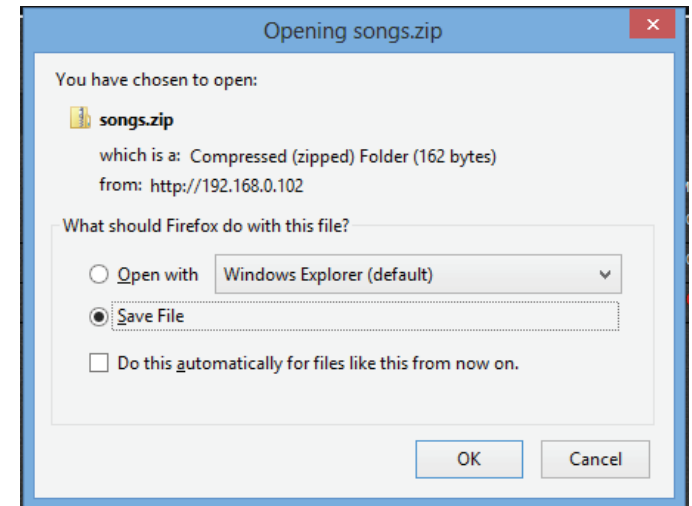 Opening songs.zip
You have chosen to open:
songs.zip
which is a: Compressed (zipped) Folder (162 bytes)
from: http://192.168.0.102
What should Firefox do with this file?
Open with Windows Explorer (default)
Save File
Do this automatically for files like this from now on.
OK Cancel